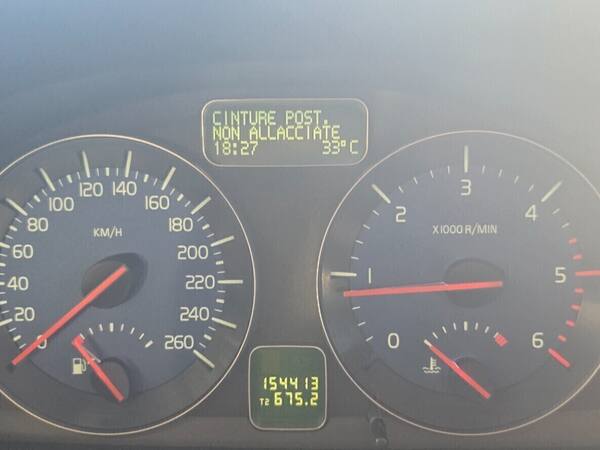 CINTURE POST.
NON ALLACCIATE
18:27 33°C
0 20 40 60 80 100 120 140 160 180 200 220 240 260
KM/H
0 1 2 3 4 5 6
X1000 R/MIN
154413
T2 675.2